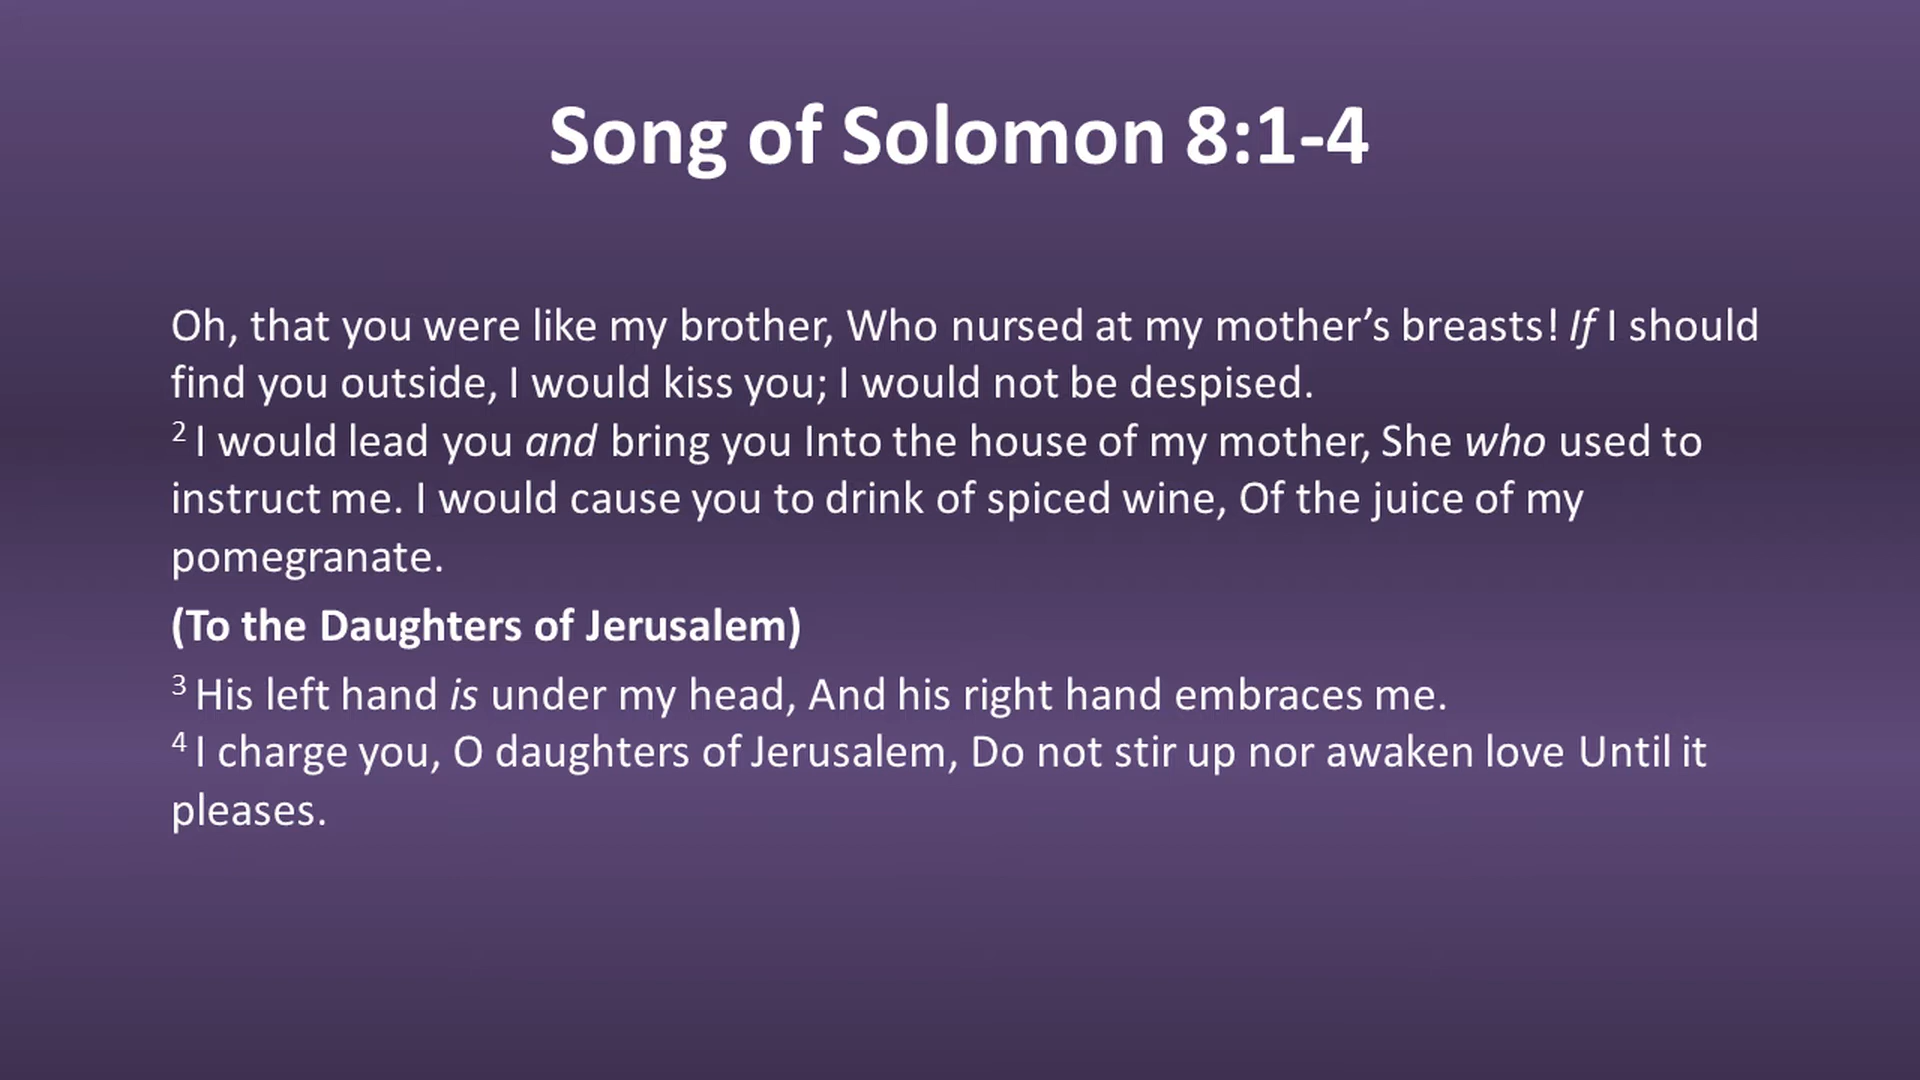 Song of Solomon 8:1-4
Oh, that you were like my brother, Who nursed at my mother’s breasts! If I should
find you outside, I would kiss you; I would not be despised.
2 I would lead you and bring you Into the house of my mother, She who used to
instruct me. I would cause you to drink of spiced wine, Of the juice of my
pomegranate.
(To the Daughters of Jerusalem)
3 His left hand is under my head, And his right hand embraces me.
4 I charge you, O daughters of Jerusalem, Do not stir up nor awaken love Until it
pleases.